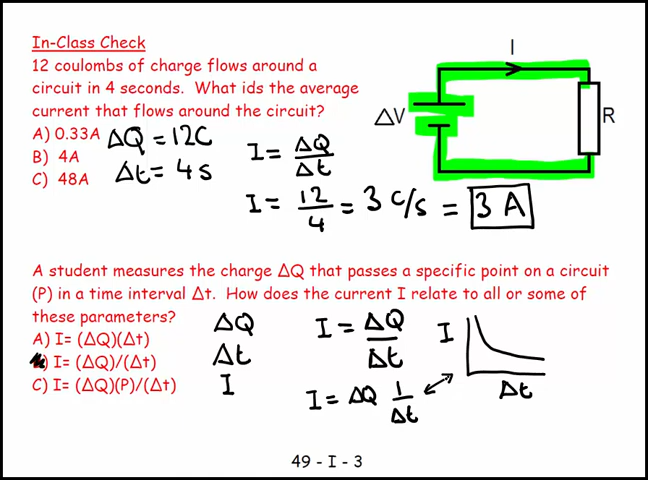 In-Class Check
12 coulombs of charge flows around a
circuit in 4 seconds. What ids the average
current that flows around the circuit?
A) 0.33A
B) 4A
C) 48A
ΔQ = 12C
Δt = 4s
I = ΔQ/Δt
I = 12/4 = 3 C/s = 3 A
I
ΔV
R
A student measures the charge ΔQ that passes a specific point on a circuit
(P) in a time interval Δt. How does the current I relate to all or some of
these parameters?
A) I= (ΔQ)(Δt)
) I= (ΔQ)/(Δt)
C) I= (ΔQ)(P)/(Δt)
ΔQ
Δt
I
I = ΔQ/Δt
I = ΔQ 1/Δt
I
Δt
49 - I - 3